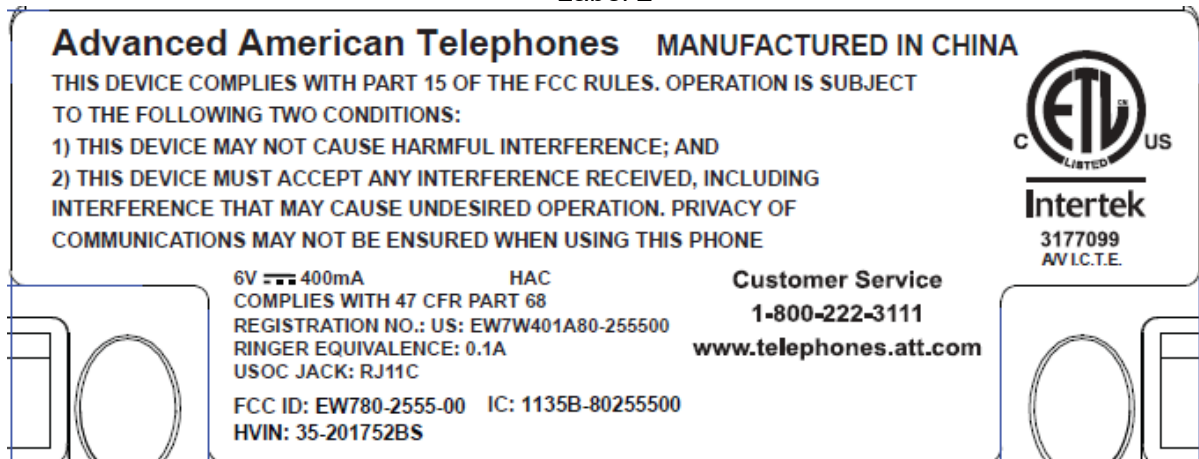 Advanced American Telephones MANUFACTURED IN CHINA
THIS DEVICE COMPLIES WITH PART 15 OF THE FCC RULES. OPERATION IS SUBJECT
TO THE FOLLOWING TWO CONDITIONS:
1) THIS DEVICE MAY NOT CAUSE HARMFUL INTERFERENCE; AND
2) THIS DEVICE MUST ACCEPT ANY INTERFERENCE RECEIVED, INCLUDING
INTERFERENCE THAT MAY CAUSE UNDESIRED OPERATION. PRIVACY OF
COMMUNICATIONS MAY NOT BE ENSURED WHEN USING THIS PHONE
ETL CM
C US
LISTED
Intertek
3177099
A/V I.C.T.E.
6V 400mA HAC
COMPLIES WITH 47 CFR PART 68
REGISTRATION NO.: US: EW7W401A80-255500
RINGER EQUIVALENCE: 0.1A
USOC JACK: RJ11C
FCC ID: EW780-2555-00 IC: 1135B-80255500
HVIN: 35-201752BS
Customer Service
1-800-222-3111
www.telephones.att.com